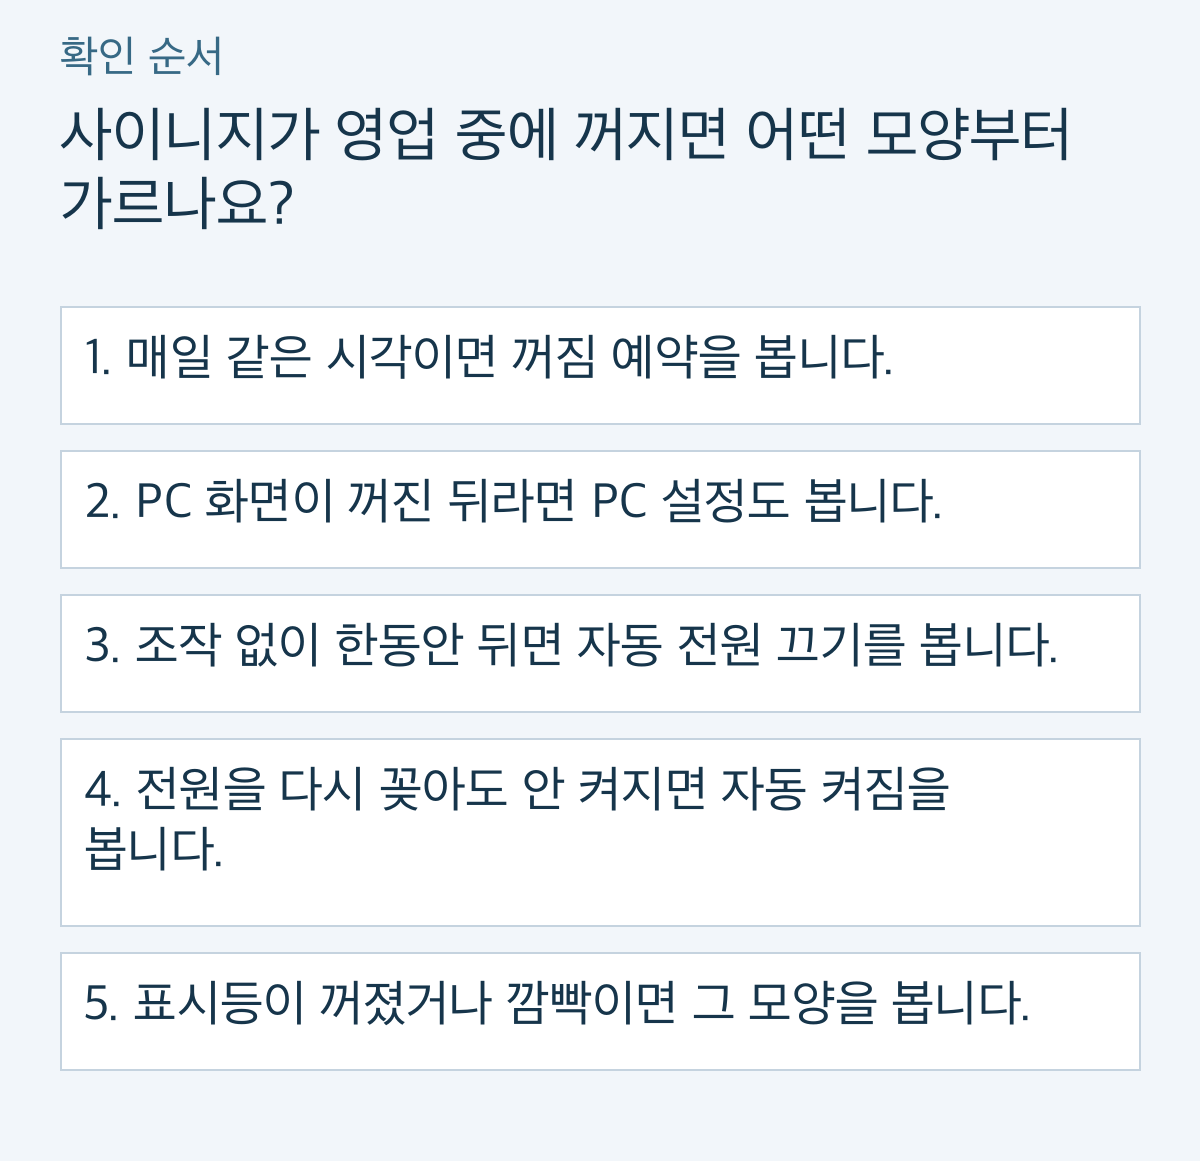 확인 순서
사이니지가 영업 중에 꺼지면 어떤 모양부터
가르나요?
1. 매일 같은 시각이면 꺼짐 예약을 봅니다.
2. PC 화면이 꺼진 뒤라면 PC 설정도 봅니다.
3. 조작 없이 한동안 뒤면 자동 전원 끄기를 봅니다.
4. 전원을 다시 꽂아도 안 켜지면 자동 켜짐을
봅니다.
5. 표시등이 꺼졌거나 깜빡이면 그 모양을 봅니다.